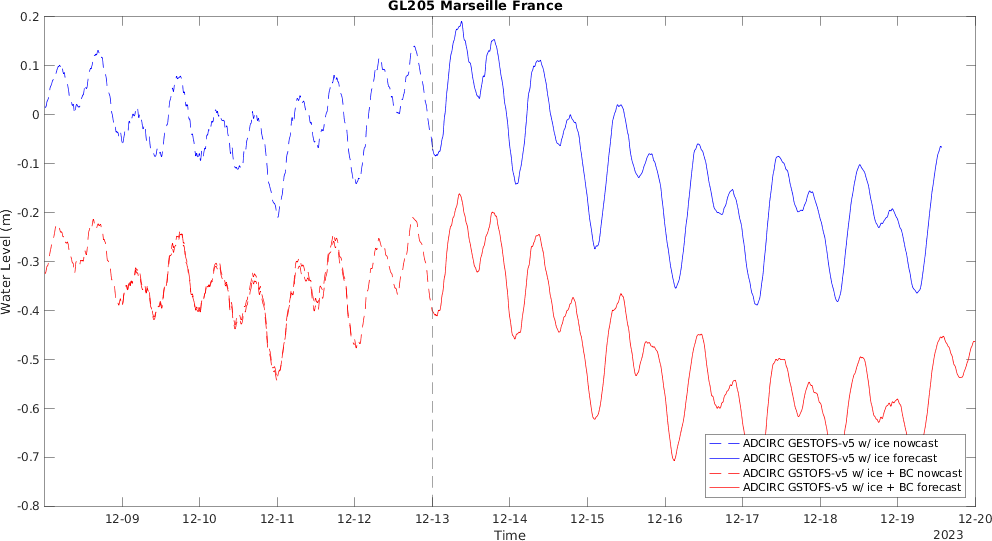 GL205 Marseille France
Water Level (m)
0.2
0.1
0
-0.1
-0.2
-0.3
-0.4
-0.5
-0.6
-0.7
-0.8
ADCIRC GESTOFS-v5 w/ ice nowcast
ADCIRC GESTOFS-v5 w/ ice forecast
ADCIRC GSTOFS-v5 w/ ice + BC nowcast
ADCIRC GSTOFS-v5 w/ ice + BC forecast
12-09 12-10 12-11 12-12 12-13 12-14 12-15 12-16 12-17 12-18 12-19 12-20
Time
2023